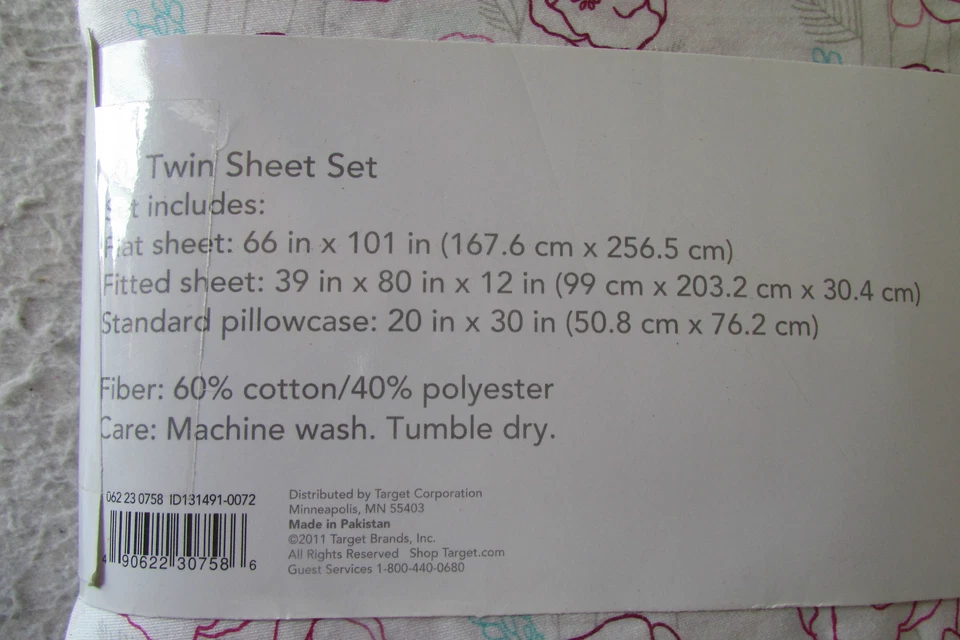 Twin Sheet Set
Set includes:
Flat sheet: 66 in x 101 in (167.6 cm x 256.5 cm)
Fitted sheet: 39 in x 80 in x 12 in (99 cm x 203.2 cm x 30.4 cm)
Standard pillowcase: 20 in x 30 in (50.8 cm x 76.2 cm)
Fiber: 60% cotton/40% polyester
Care: Machine wash. Tumble dry.
062 23 0758 ID131491-0072
4 90622 30758 6
Distributed by Target Corporation
Minneapolis, MN 55403
Made in Pakistan
©2011 Target Brands, Inc.
All Rights Reserved Shop Target.com
Guest Services 1-800-440-0680